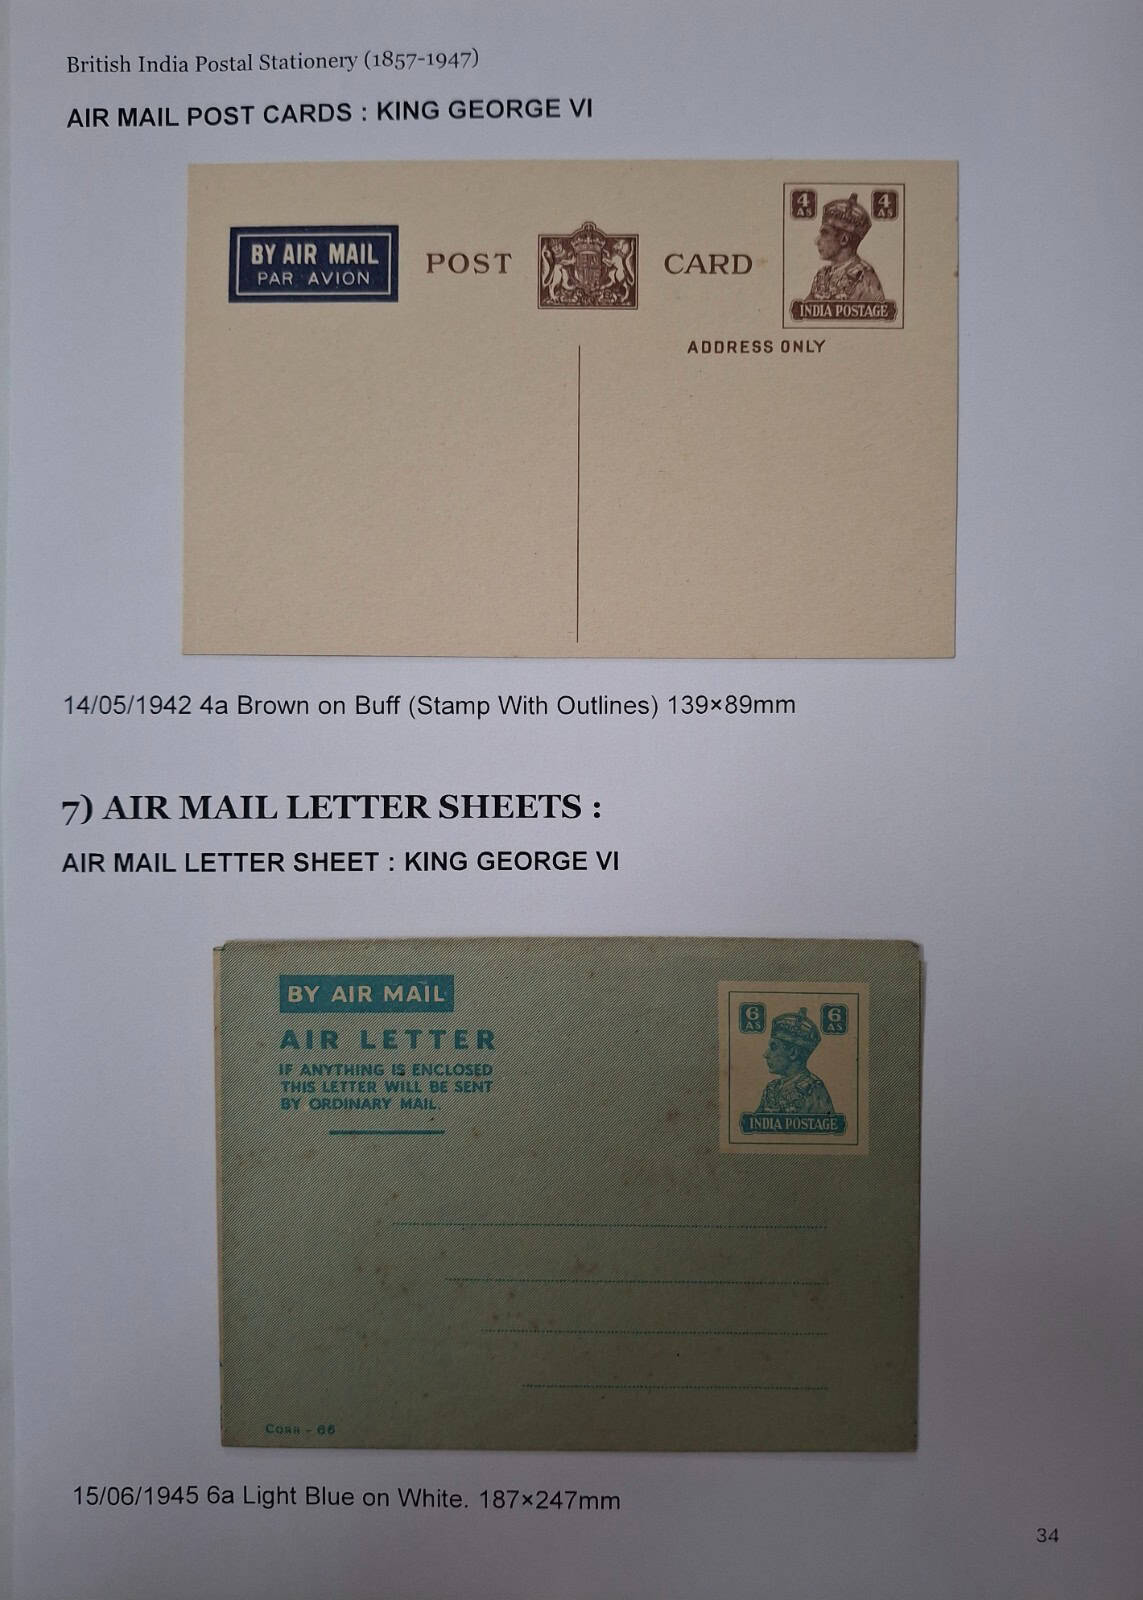 British India Postal Stationery (1857-1947)
AIR MAIL POST CARDS : KING GEORGE VI
BY AIR MAIL
PAR AVION
POST CARD
4 AS 4 AS
INDIA POSTAGE
ADDRESS ONLY
14/05/1942 4a Brown on Buff (Stamp With Outlines) 139×89mm
7) AIR MAIL LETTER SHEETS :
AIR MAIL LETTER SHEET : KING GEORGE VI
BY AIR MAIL
AIR LETTER
IF ANYTHING IS ENCLOSED
THIS LETTER WILL BE SENT
BY ORDINARY MAIL.
6 AS 6 AS
INDIA POSTAGE
CORR - 66
15/06/1945 6a Light Blue on White. 187×247mm
34